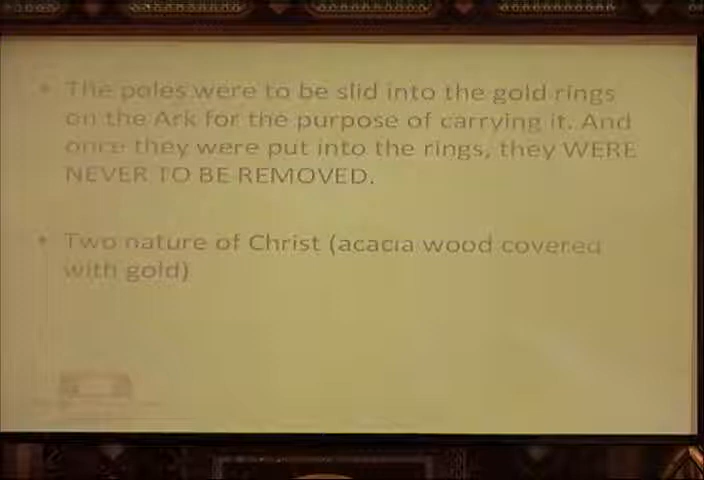 • The poles were to be slid into the gold rings
on the Ark for the purpose of carrying it. And
once they were put into the rings, they WERE
NEVER TO BE REMOVED.
• Two nature of Christ (acacia wood covered
with gold)